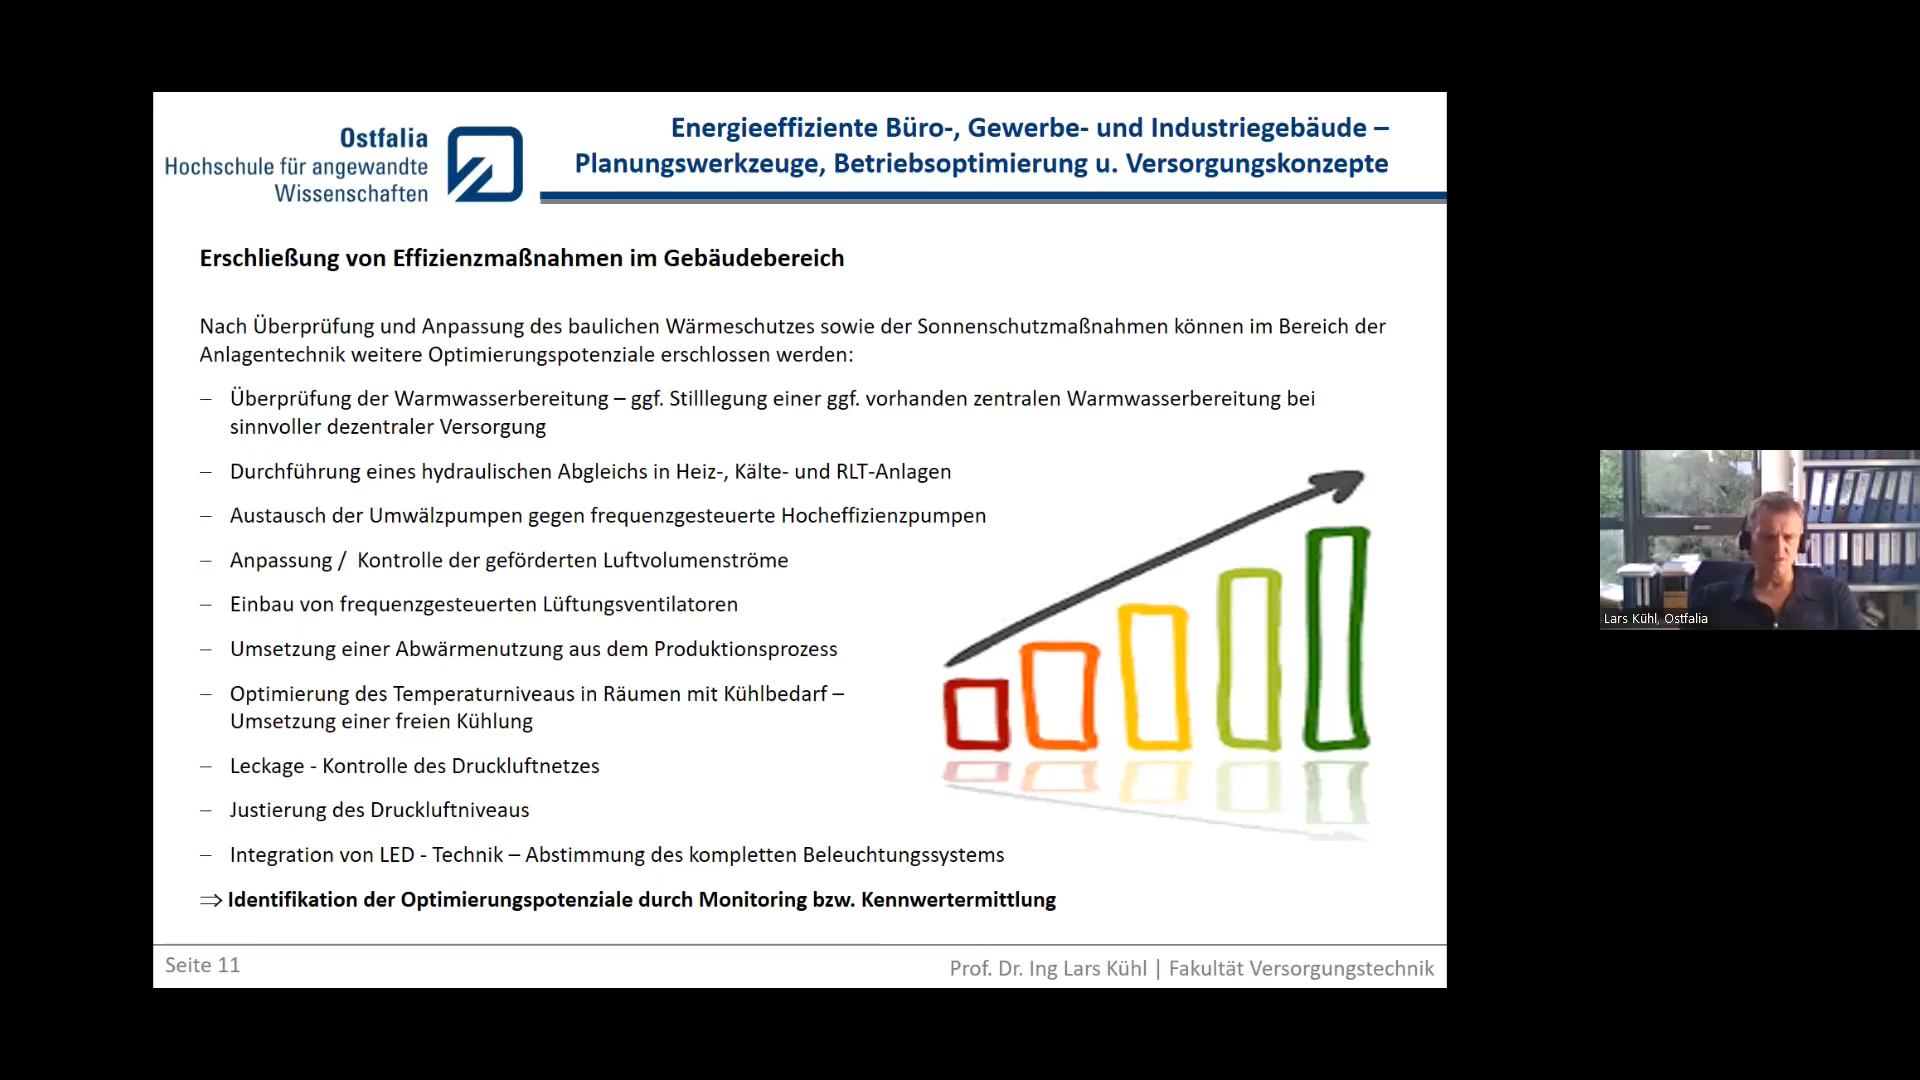 Ostfalia
Hochschule für angewandte
Wissenschaften
Energieeffiziente Büro-, Gewerbe- und Industriegebäude –
Planungswerkzeuge, Betriebsoptimierung u. Versorgungskonzepte
Erschließung von Effizienzmaßnahmen im Gebäudebereich
Nach Überprüfung und Anpassung des baulichen Wärmeschutzes sowie der Sonnenschutzmaßnahmen können im Bereich der
Anlagentechnik weitere Optimierungspotenziale erschlossen werden:
– Überprüfung der Warmwasserbereitung – ggf. Stilllegung einer ggf. vorhanden zentralen Warmwasserbereitung bei
sinnvoller dezentraler Versorgung
– Durchführung eines hydraulischen Abgleichs in Heiz-, Kälte- und RLT-Anlagen
– Austausch der Umwälzpumpen gegen frequenzgesteuerte Hocheffizienzpumpen
– Anpassung / Kontrolle der geförderten Luftvolumenströme
– Einbau von frequenzgesteuerten Lüftungsventilatoren
– Umsetzung einer Abwärmenutzung aus dem Produktionsprozess
– Optimierung des Temperaturniveaus in Räumen mit Kühlbedarf –
Umsetzung einer freien Kühlung
– Leckage - Kontrolle des Druckluftnetzes
– Justierung des Druckluftniveaus
– Integration von LED - Technik – Abstimmung des kompletten Beleuchtungssystems
⇒ Identifikation der Optimierungspotenziale durch Monitoring bzw. Kennwertermittlung
Seite 11
Prof. Dr. Ing Lars Kühl | Fakultät Versorgungstechnik
Lars Kühl, Ostfalia